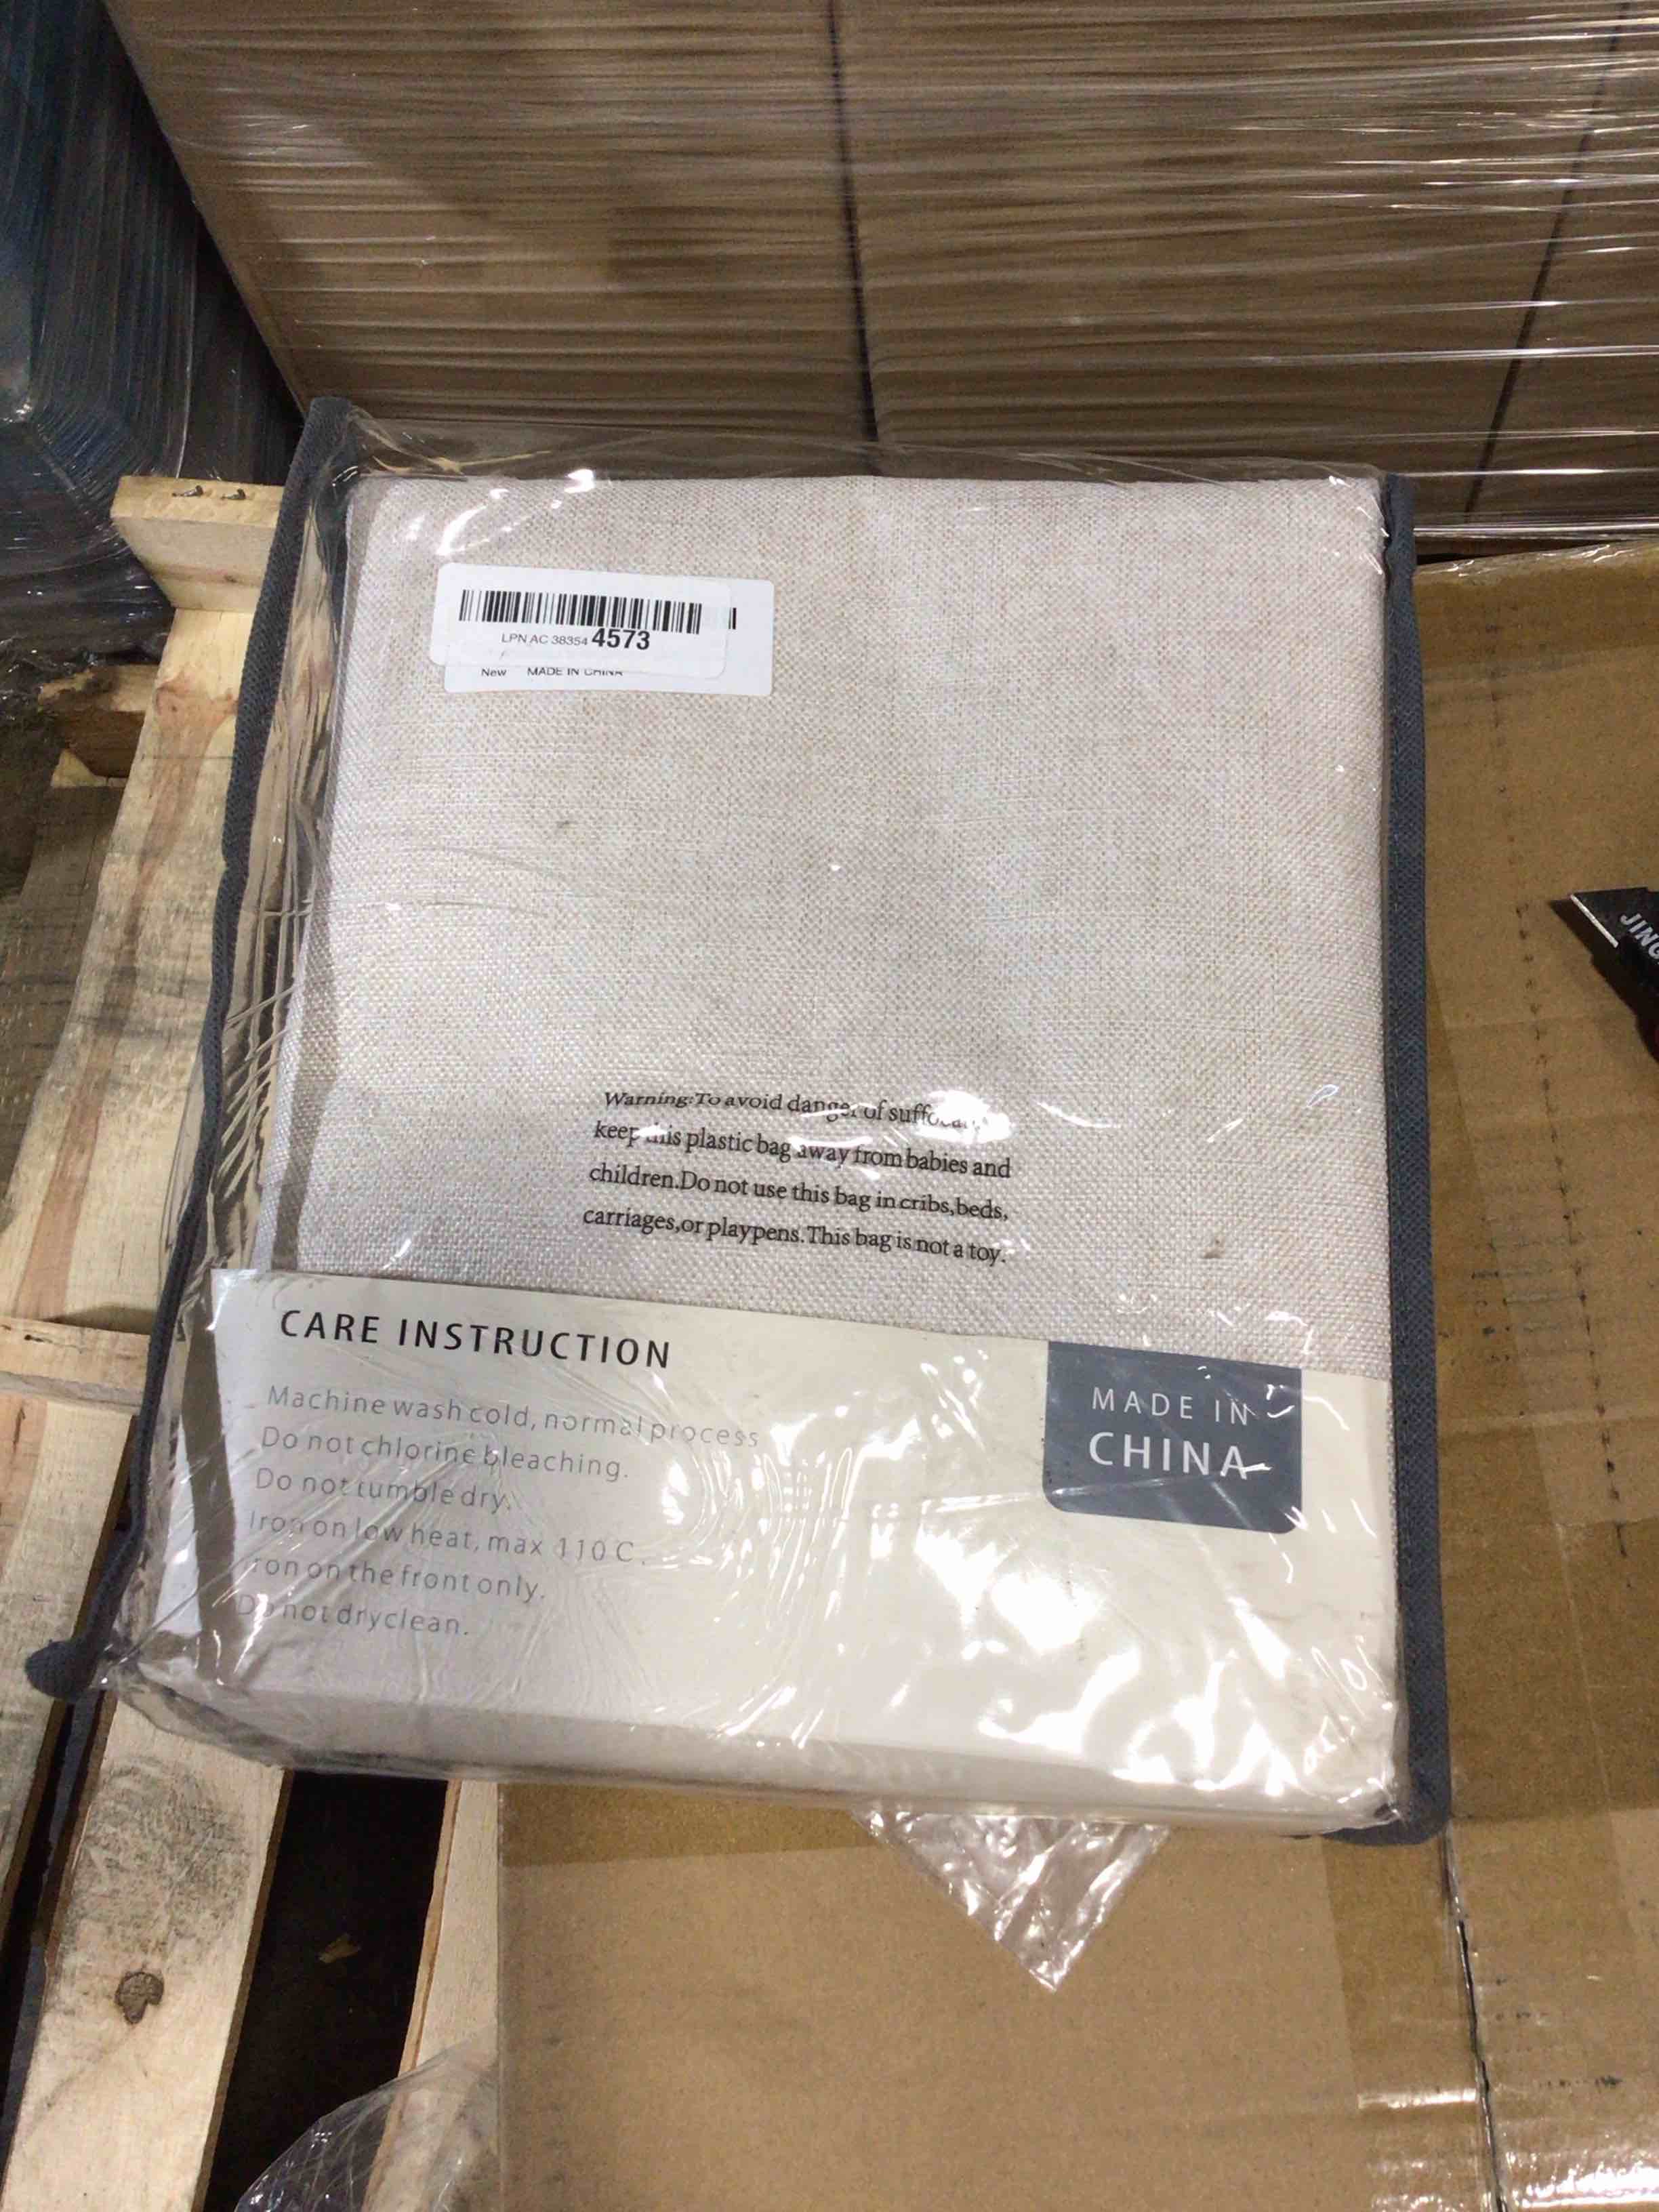 LPN AC 38354 4573
New MADE IN CHINA
Warning:To avoid danger of
keep this plastic bag away from babies and
children.Do not use this bag in cribs,beds,
carriages,or playpens.This bag is not a toy.
CARE INSTRUCTION
Machine wash cold, normal process
Do not chlorine bleaching.
Do not tumble dry.
Iron on low heat, max 110 C.
ron on the front only.
Do not dryclean.
MADE IN
CHINA